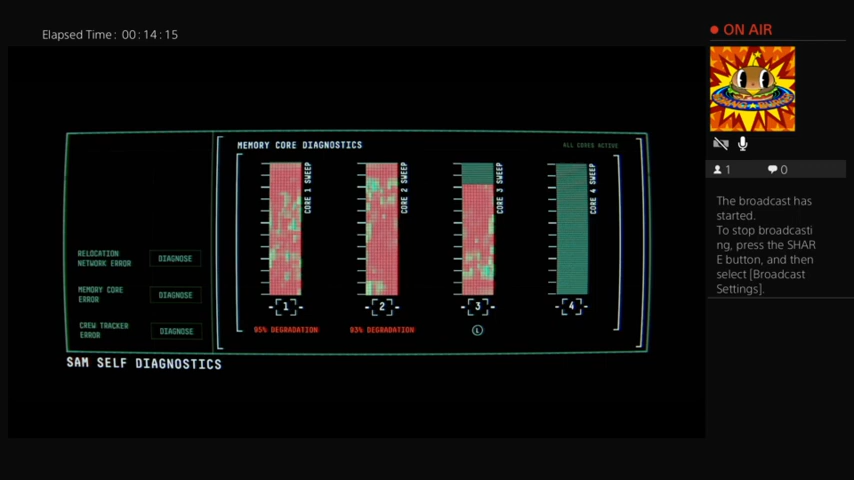 Elapsed Time: 00:14:15
ON AIR
1
0
The broadcast has
started.
To stop broadcasti
ng, press the SHAR
E button, and then
select [Broadcast
Settings].
MEMORY CORE DIAGNOSTICS
ALL CORES ACTIVE
CORE 1 SWEEP
CORE 2 SWEEP
CORE 3 SWEEP
CORE 4 SWEEP
RELOCATION
NETWORK ERROR
DIAGNOSE
MEMORY CORE
ERROR
DIAGNOSE
CREW TRACKER
ERROR
DIAGNOSE
1
2
3
4
95% DEGRADATION
93% DEGRADATION
L
SAM SELF DIAGNOSTICS